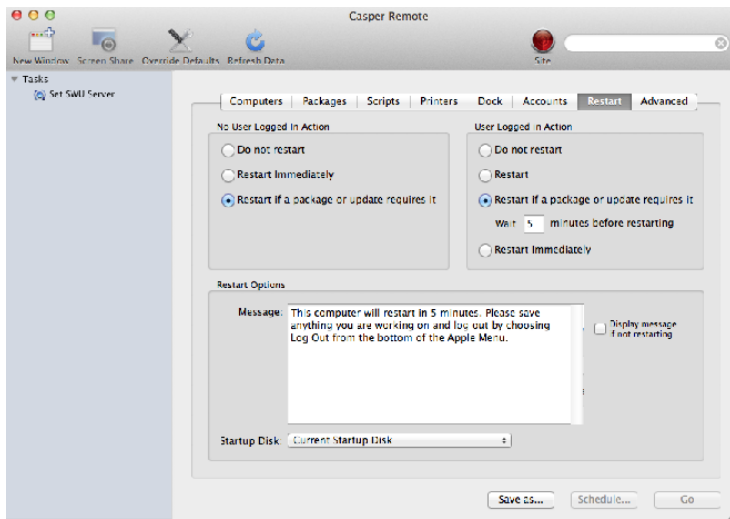 Casper Remote
New Window Screen Share Override Defaults Refresh Data Site
Tasks
Set SWU Server
Computers Packages Scripts Printers Dock Accounts Restart Advanced
No User Logged In Action
Do not restart
Restart Immediately
Restart if a package or update requires it
User Logged In Action
Do not restart
Restart
Restart if a package or update requires it
Wait 5 minutes before restarting
Restart Immediately
Restart Options
Message: This computer will restart in 5 minutes. Please save
anything you are working on and log out by choosing
Log Out from the bottom of the Apple Menu.
Display message
if not restarting
Startup Disk: Current Startup Disk
Save as... Schedule... Go